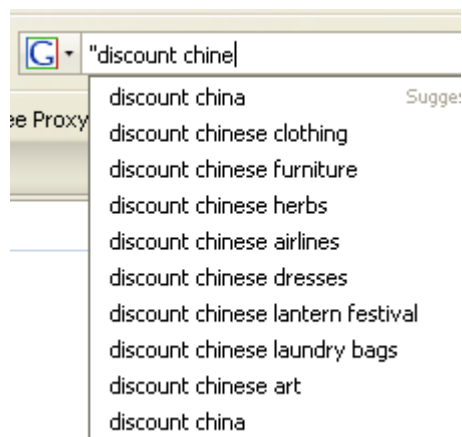 G "discount chine
discount china Sugges
ee Proxy
discount chinese clothing
discount chinese furniture
discount chinese herbs
discount chinese airlines
discount chinese dresses
discount chinese lantern festival
discount chinese laundry bags
discount chinese art
discount china